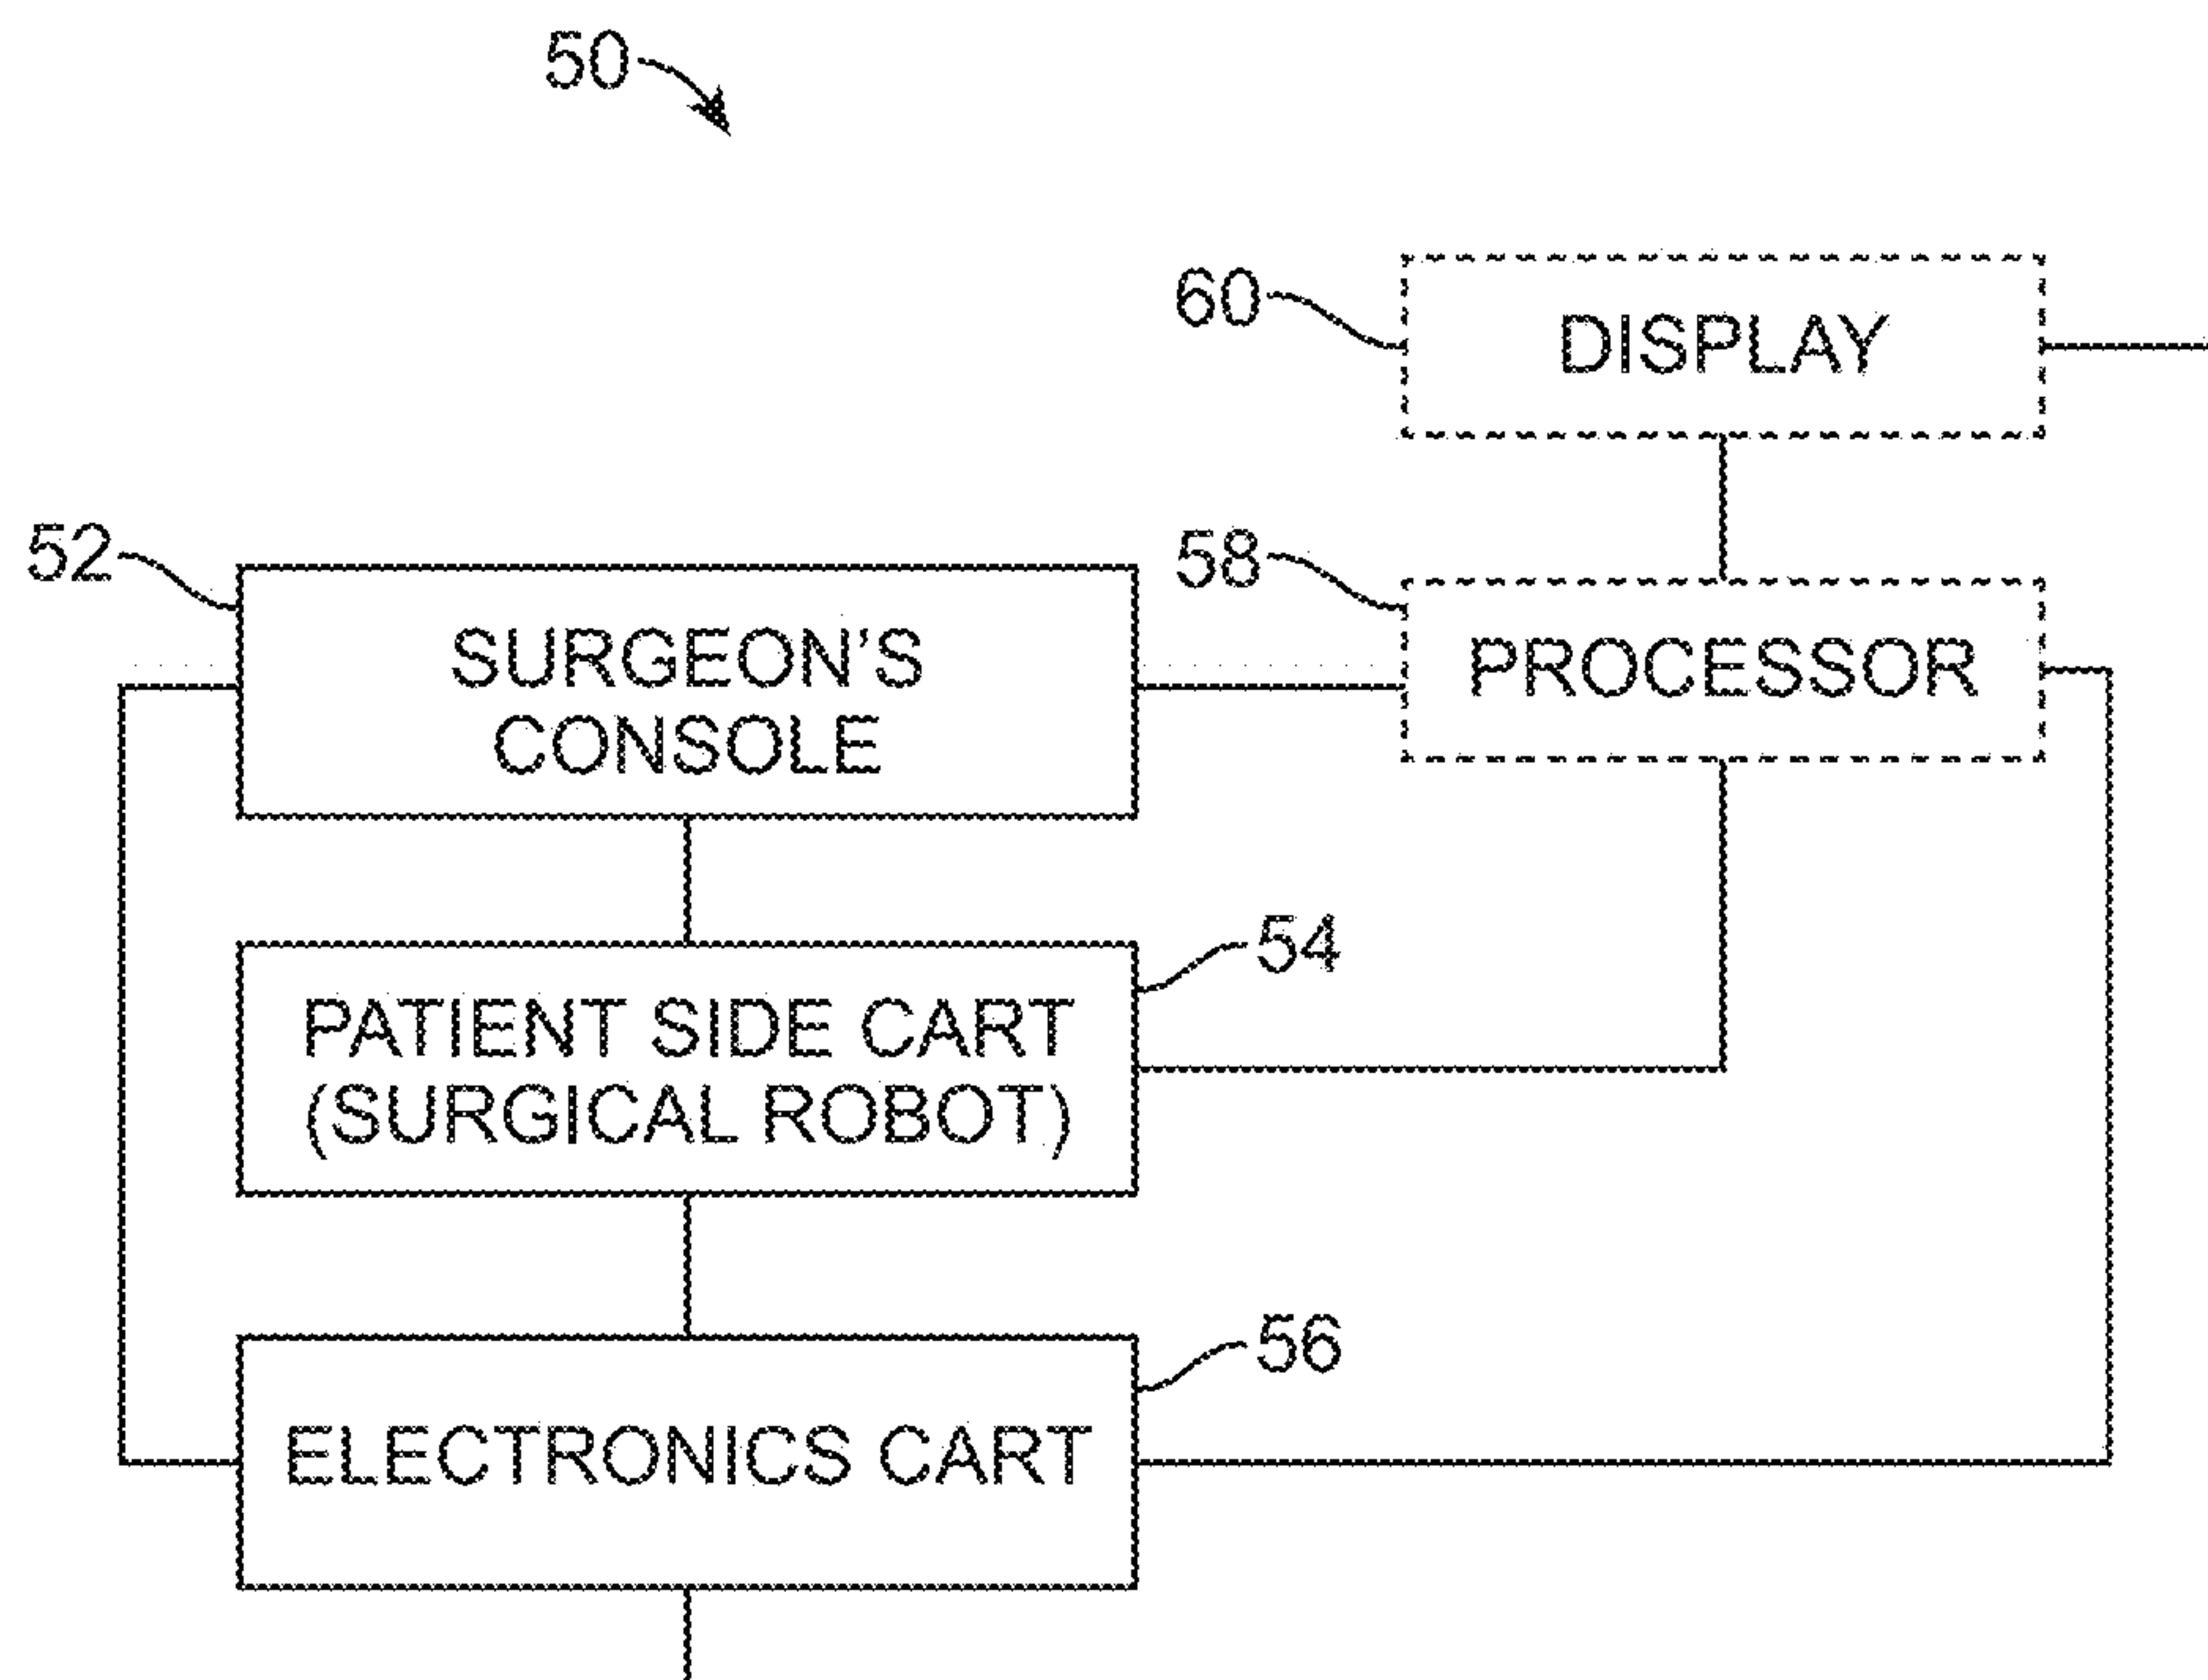 50
60
DISPLAY
52
58
SURGEON'S
CONSOLE
PROCESSOR
54
PATIENT SIDE CART
(SURGICAL ROBOT)
56
ELECTRONICS CART